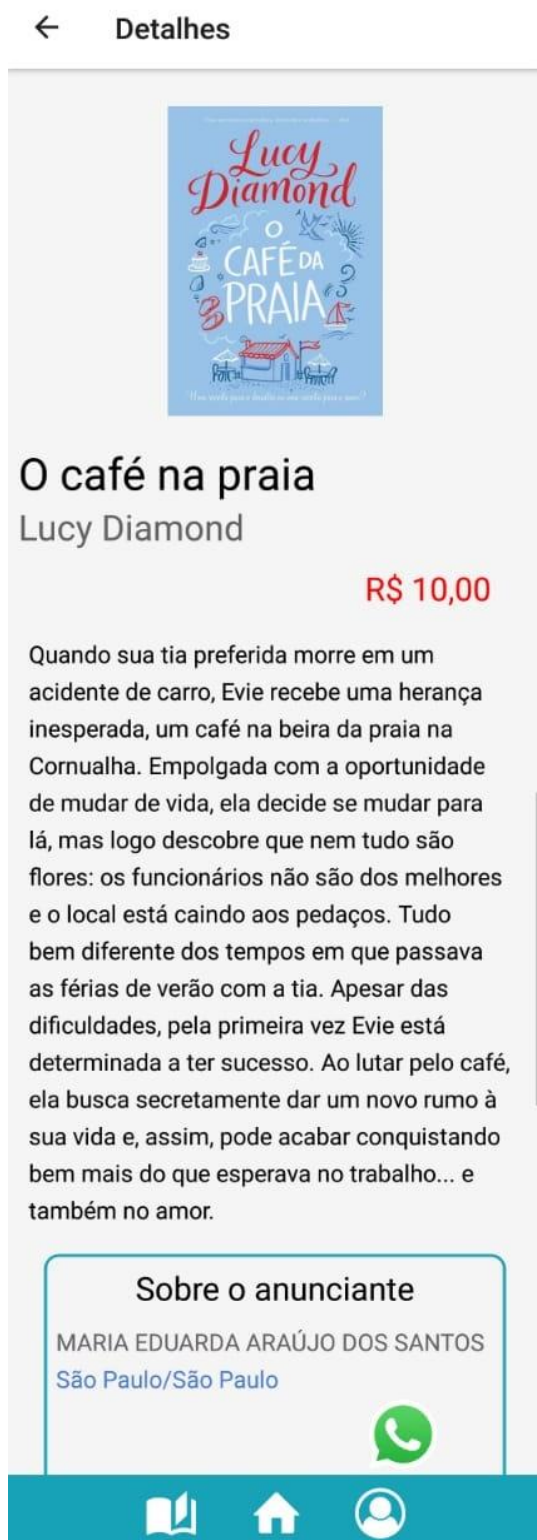 Detalhes
Lucy
Diamond
O
CAFÉ DA
PRAIA
O café na praia
Lucy Diamond
R$ 10,00
Quando sua tia preferida morre em um
acidente de carro, Evie recebe uma herança
inesperada, um café na beira da praia na
Cornualha. Empolgada com a oportunidade
de mudar de vida, ela decide se mudar para
lá, mas logo descobre que nem tudo são
flores: os funcionários não são dos melhores
e o local está caindo aos pedaços. Tudo
bem diferente dos tempos em que passava
as férias de verão com a tia. Apesar das
dificuldades, pela primeira vez Evie está
determinada a ter sucesso. Ao lutar pelo café,
ela busca secretamente dar um novo rumo à
sua vida e, assim, pode acabar conquistando
bem mais do que esperava no trabalho... e
também no amor.
Sobre o anunciante
MARIA EDUARDA ARAÚJO DOS SANTOS
São Paulo/São Paulo